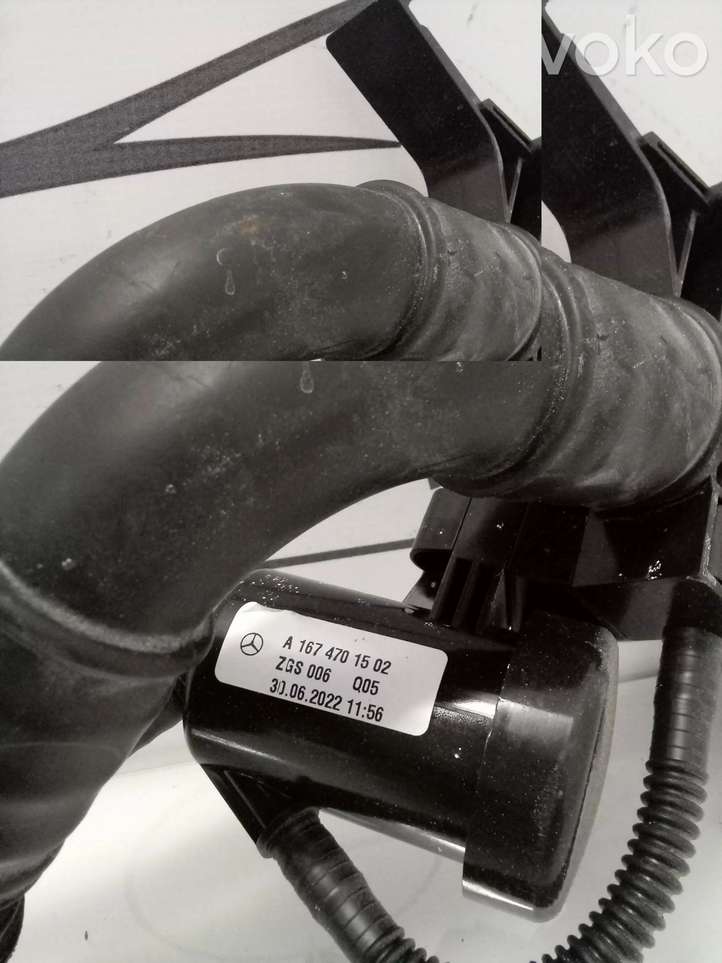 voko
A 167 470 15 02
ZGS 006 Q05
30.06.2022 11:56